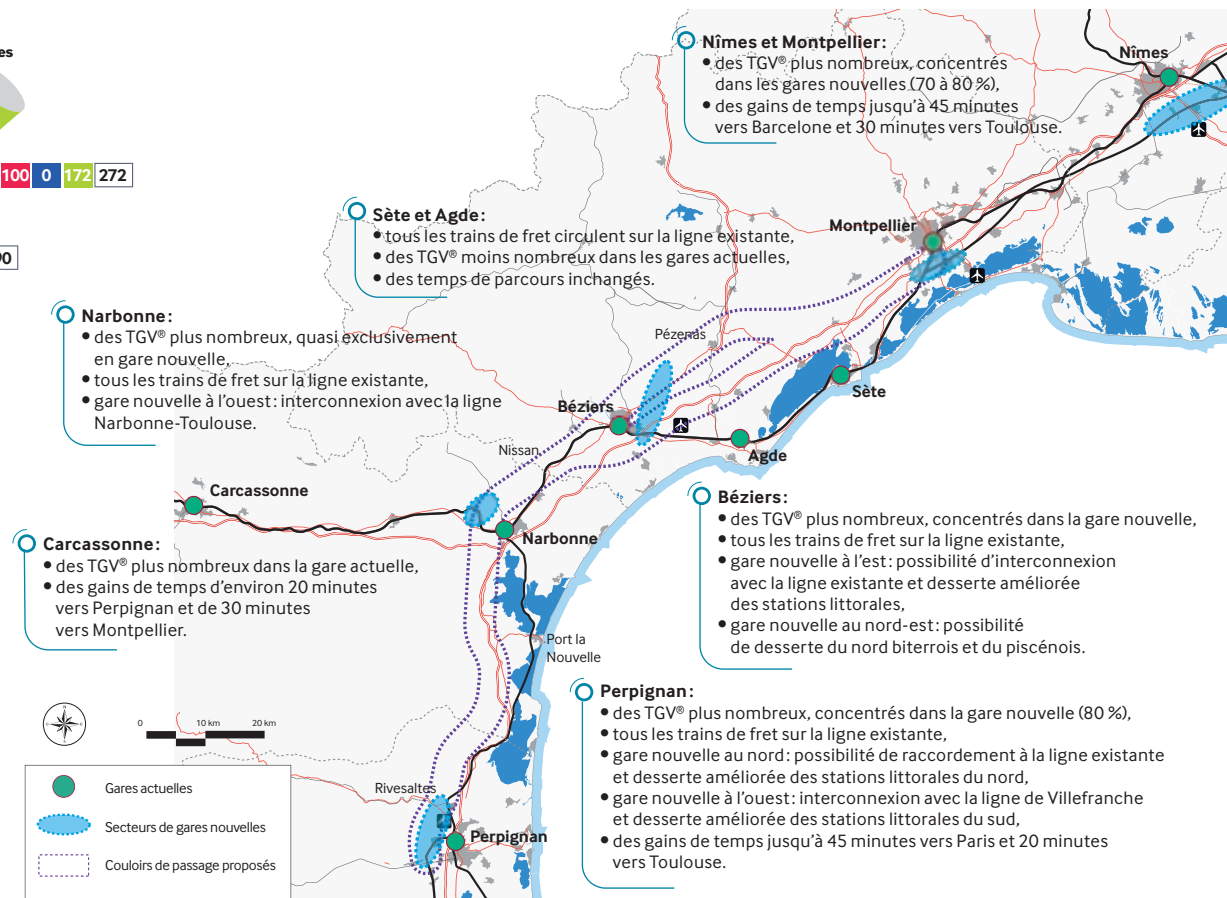 es
100 0 172 272
90
Nîmes et Montpellier:
• des TGV® plus nombreux, concentrés
dans les gares nouvelles (70 à 80 %),
• des gains de temps jusqu'à 45 minutes
vers Barcelone et 30 minutes vers Toulouse.
Nîmes
Sète et Agde:
• tous les trains de fret circulent sur la ligne existante,
• des TGV® moins nombreux dans les gares actuelles,
• des temps de parcours inchangés.
Montpellier
Narbonne:
• des TGV® plus nombreux, quasi exclusivement
en gare nouvelle,
• tous les trains de fret sur la ligne existante,
• gare nouvelle à l'ouest: interconnexion avec la ligne
Narbonne-Toulouse.
Pézenas
Sète
Béziers
Agde
Nissan
Carcassonne
Narbonne
Carcassonne:
• des TGV® plus nombreux dans la gare actuelle,
• des gains de temps d'environ 20 minutes
vers Perpignan et de 30 minutes
vers Montpellier.
Béziers:
• des TGV® plus nombreux, concentrés dans la gare nouvelle,
• tous les trains de fret sur la ligne existante,
• gare nouvelle à l'est: possibilité d'interconnexion
avec la ligne existante et desserte améliorée
des stations littorales,
• gare nouvelle au nord-est: possibilité
de desserte du nord biterrois et du piscénois.
Port la
Nouvelle
Perpignan:
• des TGV® plus nombreux, concentrés dans la gare nouvelle (80 %),
• tous les trains de fret sur la ligne existante,
• gare nouvelle au nord: possibilité de raccordement à la ligne existante
et desserte améliorée des stations littorales du nord,
• gare nouvelle à l'ouest: interconnexion avec la ligne de Villefranche
et desserte améliorée des stations littorales du sud,
• des gains de temps jusqu'à 45 minutes vers Paris et 20 minutes
vers Toulouse.
0 10 km 20 km
Rivesaltes
Perpignan
Gares actuelles
Secteurs de gares nouvelles
Couloirs de passage proposés